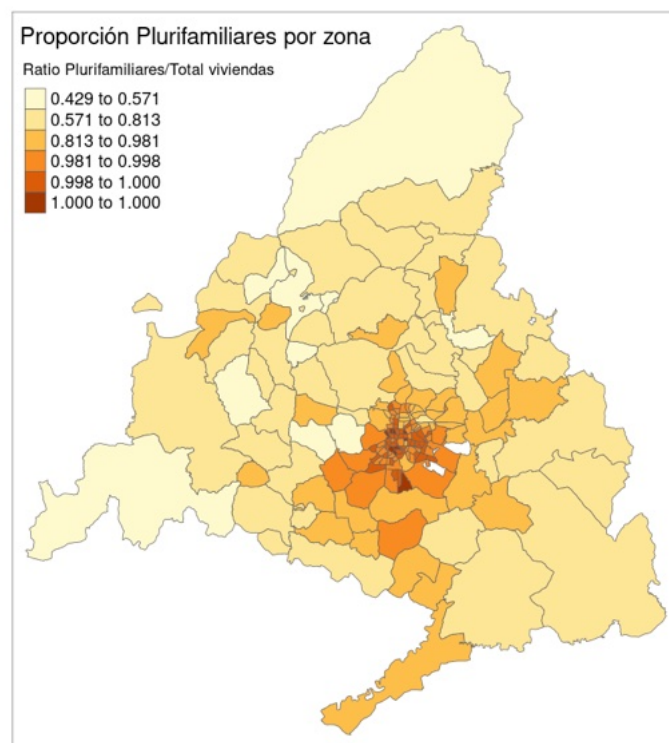 Proporción Plurifamiliares por zona
Ratio Plurifamiliares/Total viviendas
0.429 to 0.571
0.571 to 0.813
0.813 to 0.981
0.981 to 0.998
0.998 to 1.000
1.000 to 1.000